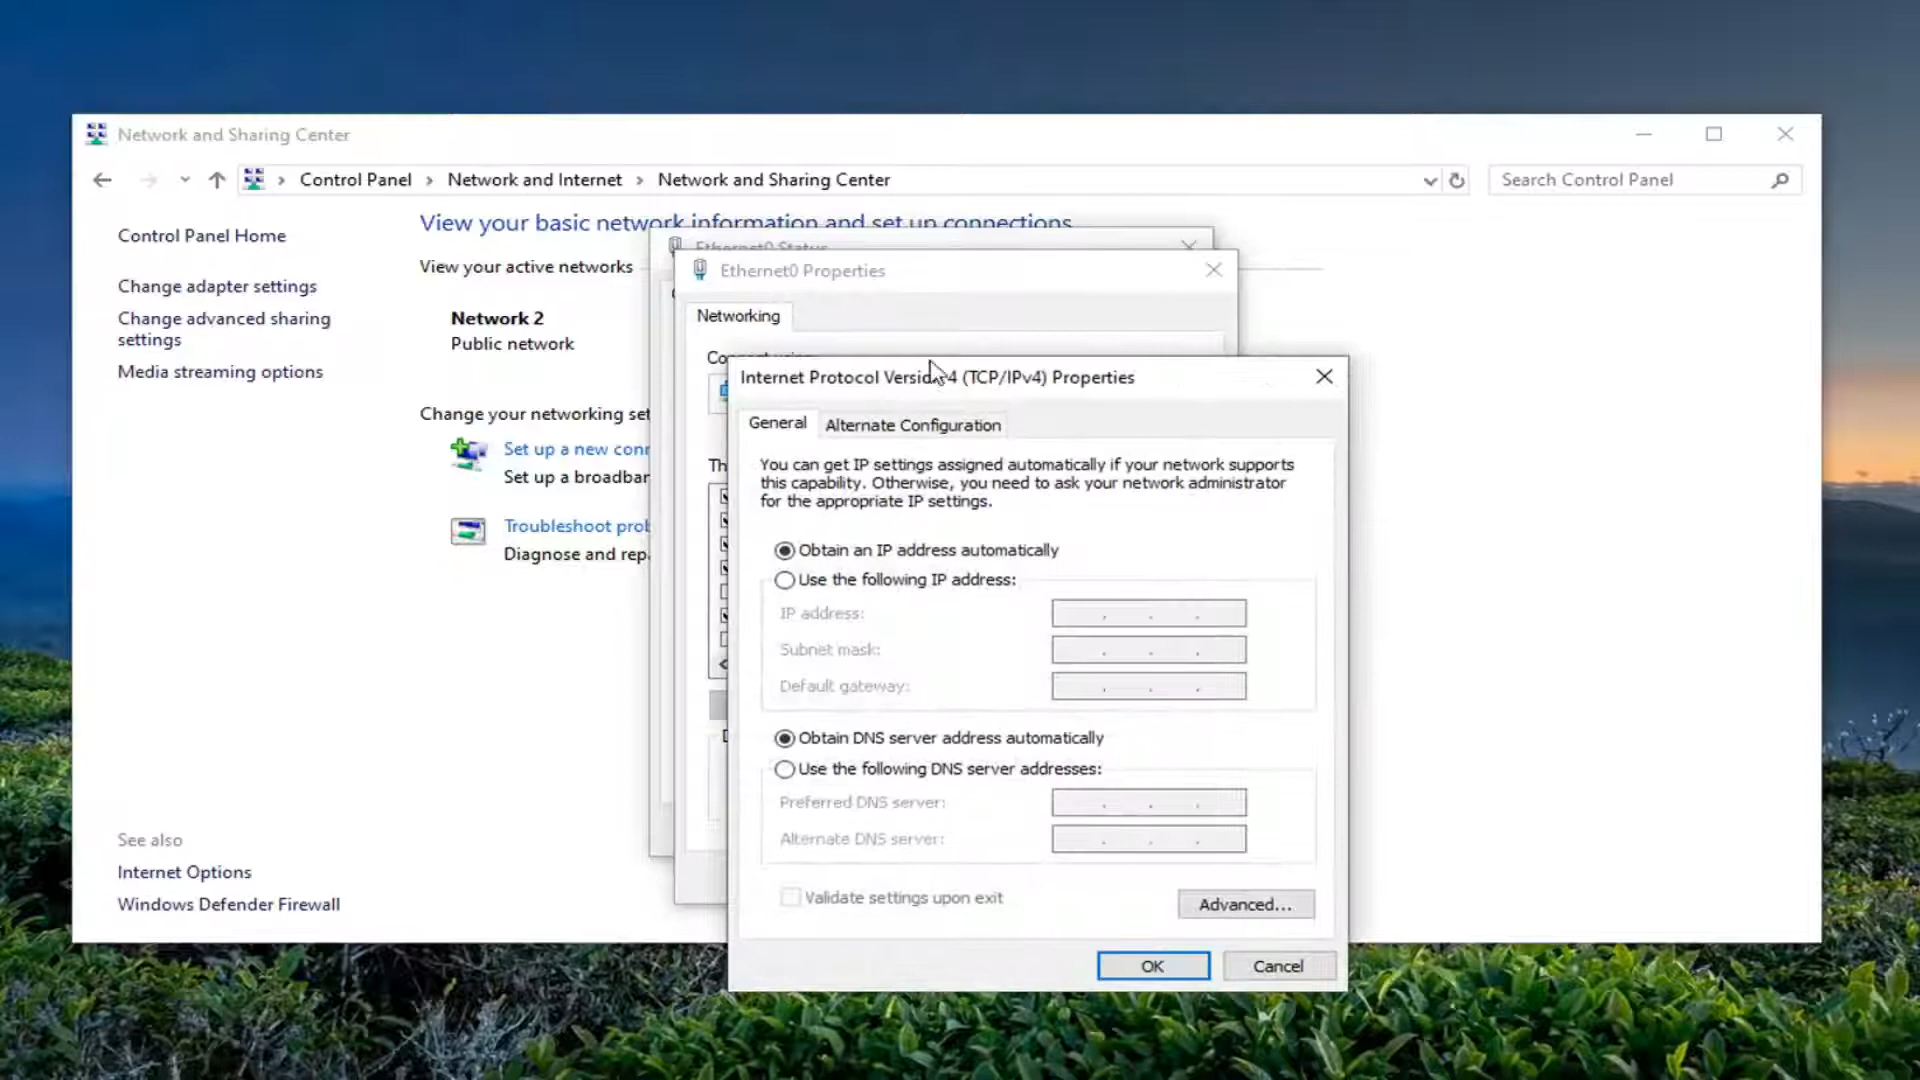 Network and Sharing Center
Control Panel
Network and Internet
Network and Sharing Center
Search Control Panel
Control Panel Home
Change adapter settings
Change advanced sharing
settings
Media streaming options
See also
Internet Options
Windows Defender Firewall
View your basic network information and set up connections
View your active networks
Network 2
Public network
Change your networking set
Set up a new conn
Set up a broadban
Troubleshoot prob
Diagnose and repa
Ethernet0 Status
Ethernet0 Properties
Networking
Connect using:
Th
Internet Protocol Version 4 (TCP/IPv4) Properties
General
Alternate Configuration
You can get IP settings assigned automatically if your network supports
this capability. Otherwise, you need to ask your network administrator
for the appropriate IP settings.
Obtain an IP address automatically
Use the following IP address:
IP address:
Subnet mask:
Default gateway:
Obtain DNS server address automatically
Use the following DNS server addresses:
Preferred DNS server:
Alternate DNS server:
Validate settings upon exit
Advanced...
OK
Cancel